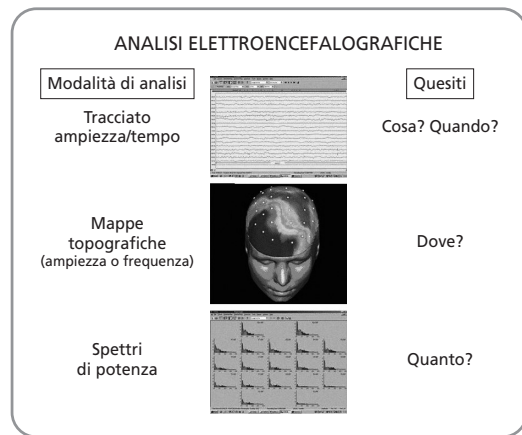 ANALISI ELETTROENCEFALOGRAFICHE
Modalità di analisi
Quesiti
Tracciato
ampiezza/tempo
Cosa? Quando?
Mappe
topografiche
(ampiezza o frequenza)
Dove?
Spettri
di potenza
Quanto?